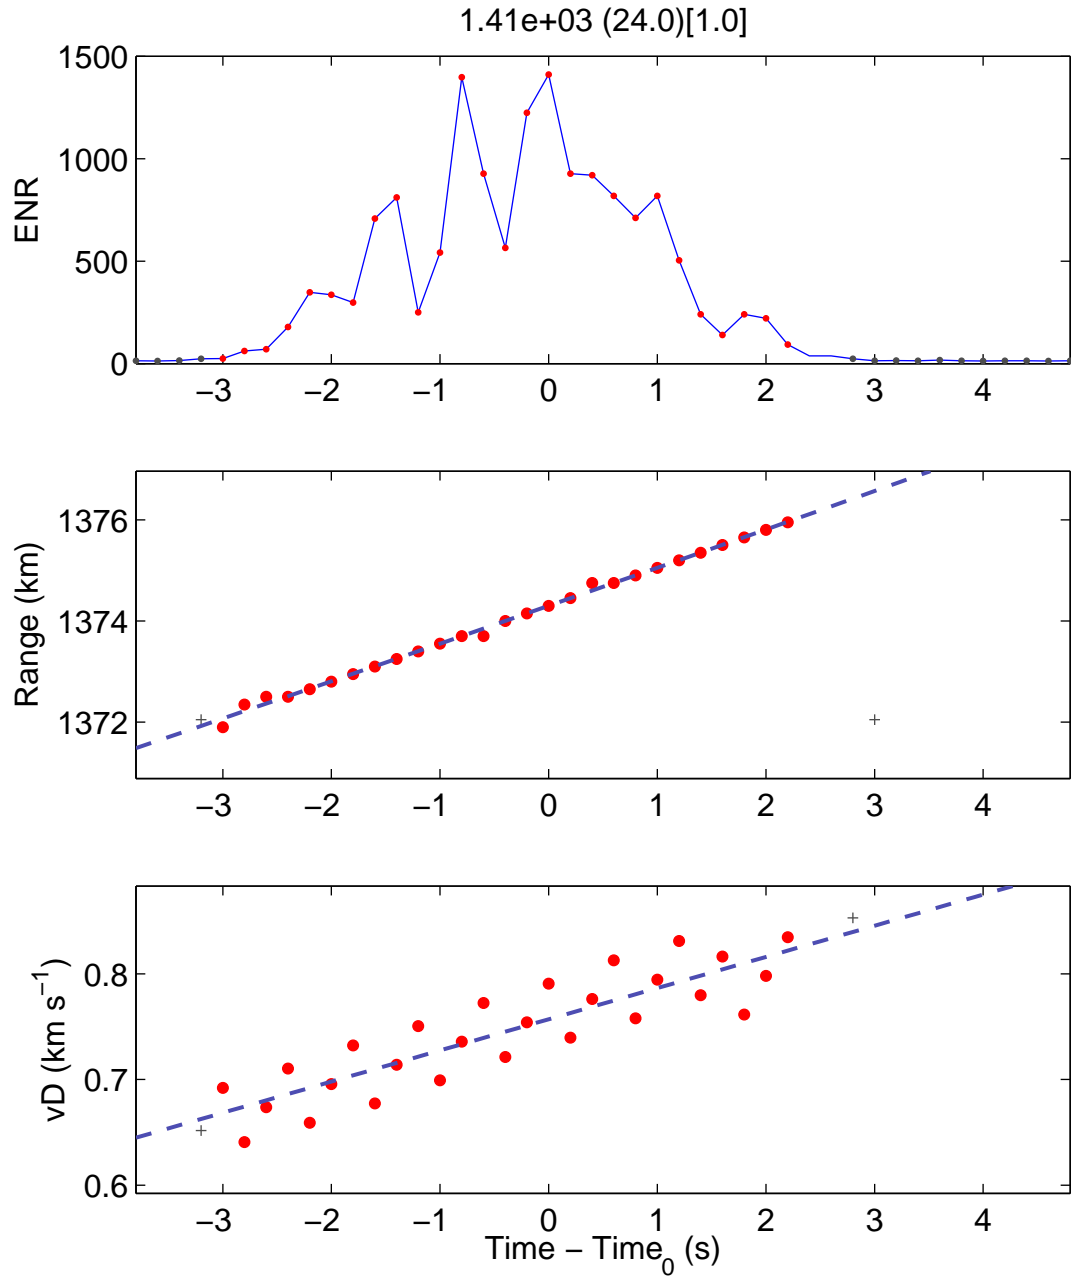 1.41e+03 (24.0)[1.0]
1500
1000
500
0
ENR
−3 −2 −1 0 1 2 3 4
1376
1374
1372
Range (km)
−3 −2 −1 0 1 2 3 4
0.8
0.7
0.6
vD (km s⁻¹)
−3 −2 −1 0 1 2 3 4
Time − Time₀ (s)